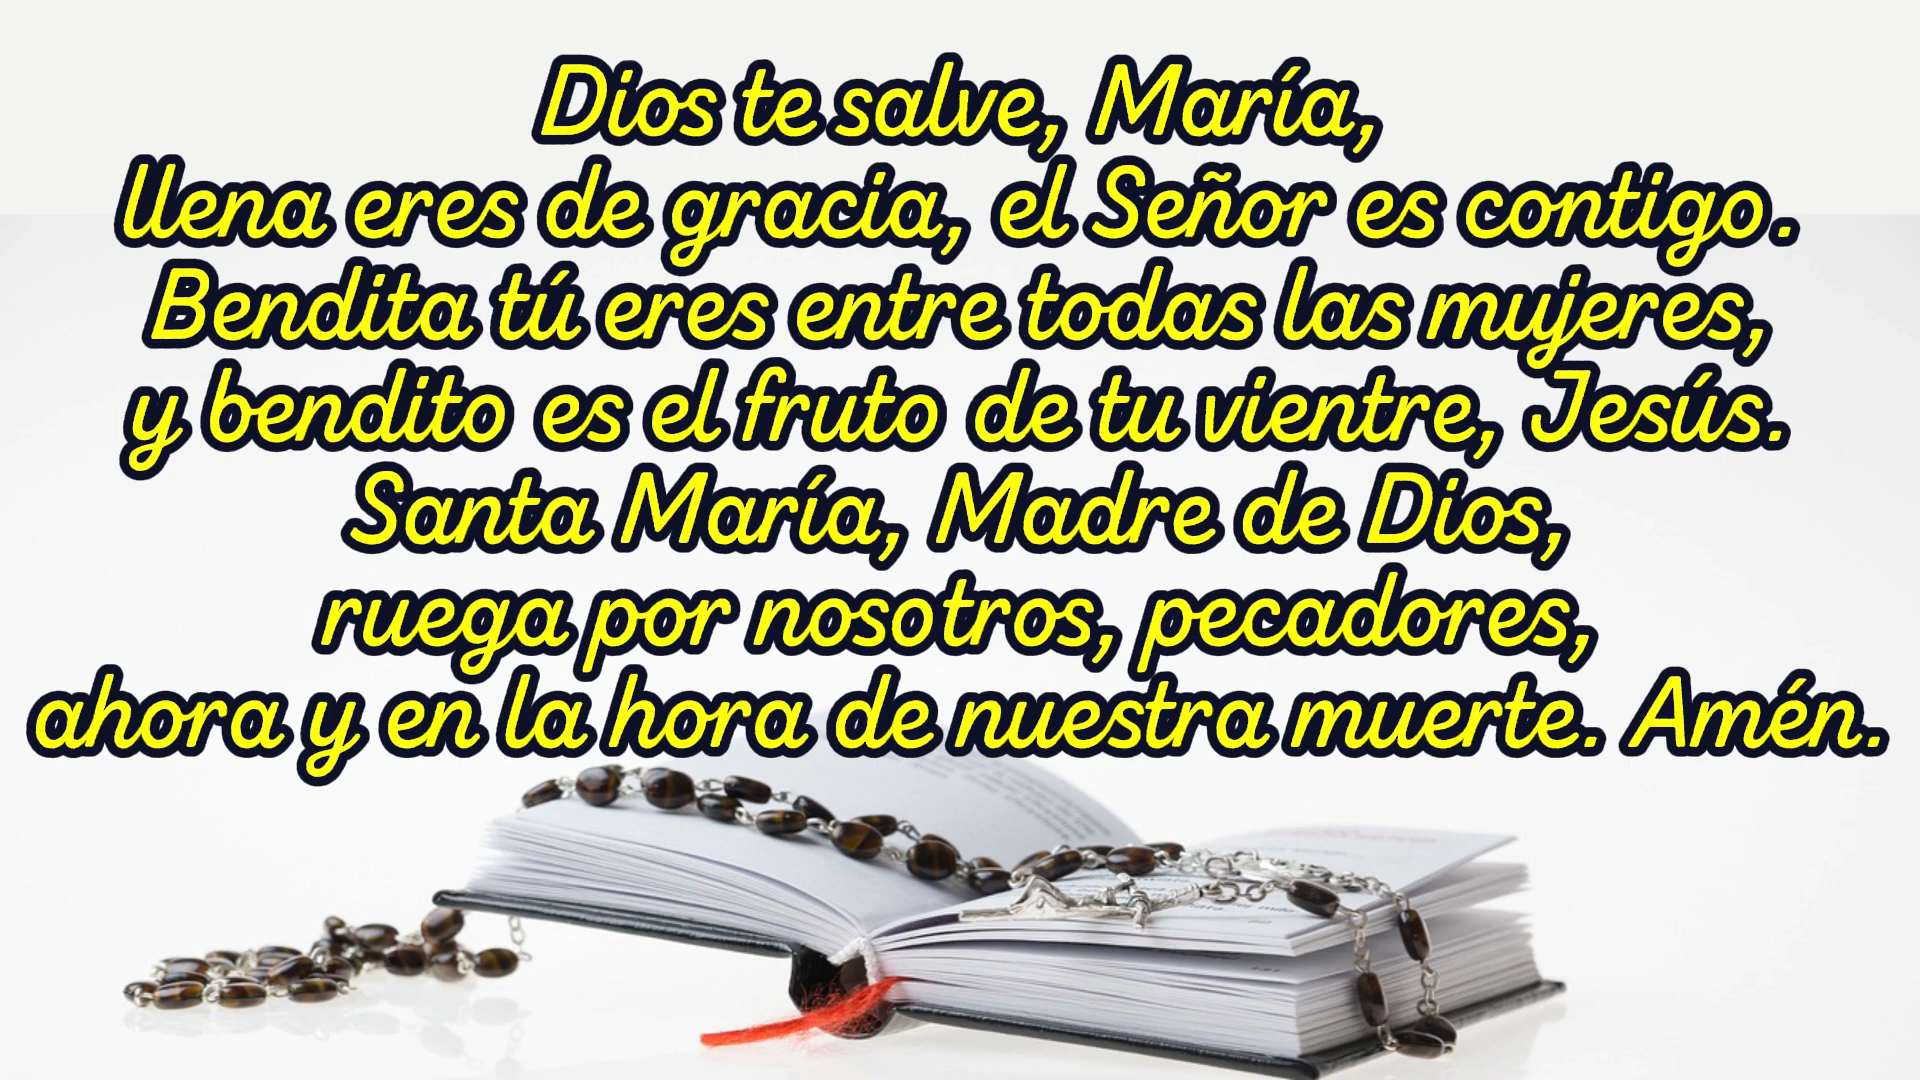 Dios te salve, María,
llena eres de gracia, el Señor es contigo.
Bendita tú eres entre todas las mujeres,
y bendito es el fruto de tu vientre, Jesús.
Santa María, Madre de Dios,
ruega por nosotros, pecadores,
ahora y en la hora de nuestra muerte. Amén.